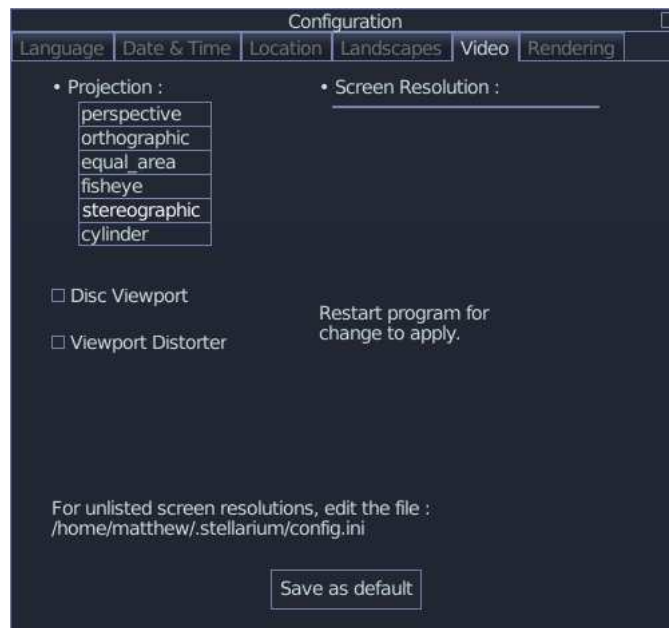 Configuration
Language Date & Time Location Landscapes Video Rendering
• Projection :
perspective
orthographic
equal_area
fisheye
stereographic
cylinder
• Screen Resolution :
□ Disc Viewport
□ Viewport Distorter
Restart program for
change to apply.
For unlisted screen resolutions, edit the file :
/home/matthew/.stellarium/config.ini
Save as default